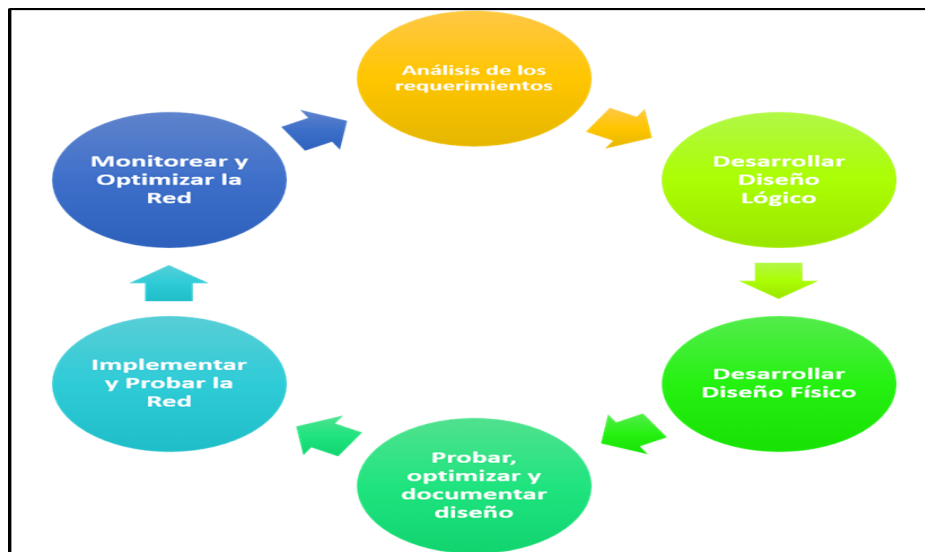 Análisis de los
requerimientos
Desarrollar
Diseño
Lógico
Desarrollar
Diseño Físico
Probar,
optimizar y
documentar
diseño
Implementar
y Probar la
Red
Monitorear y
Optimizar la
Red